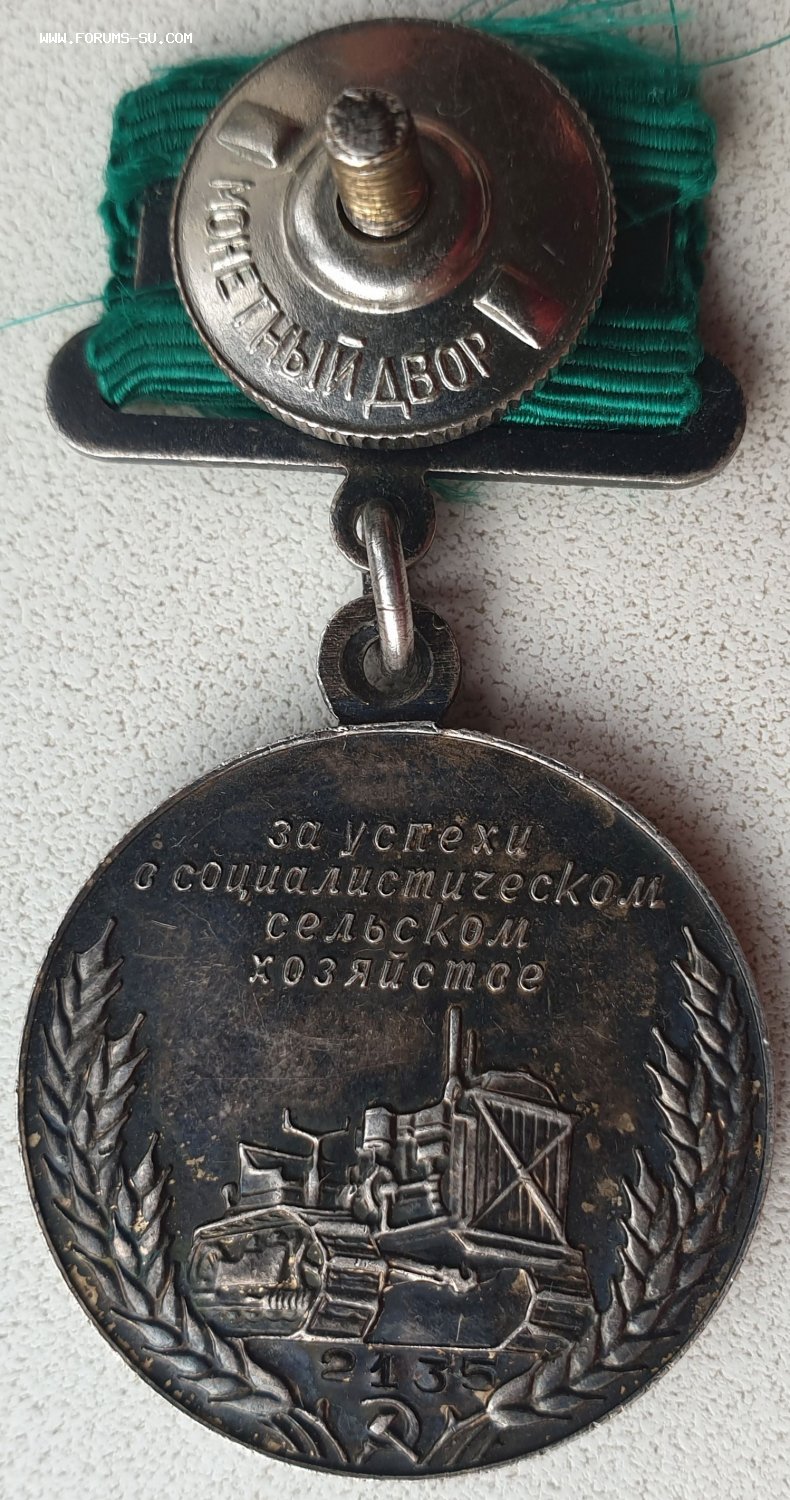 WWW.FORUMS-SU.COM
МОНЕТНЫЙ ДВОР
за успехи
в социалистическом
сельском
хозяйстве
2135